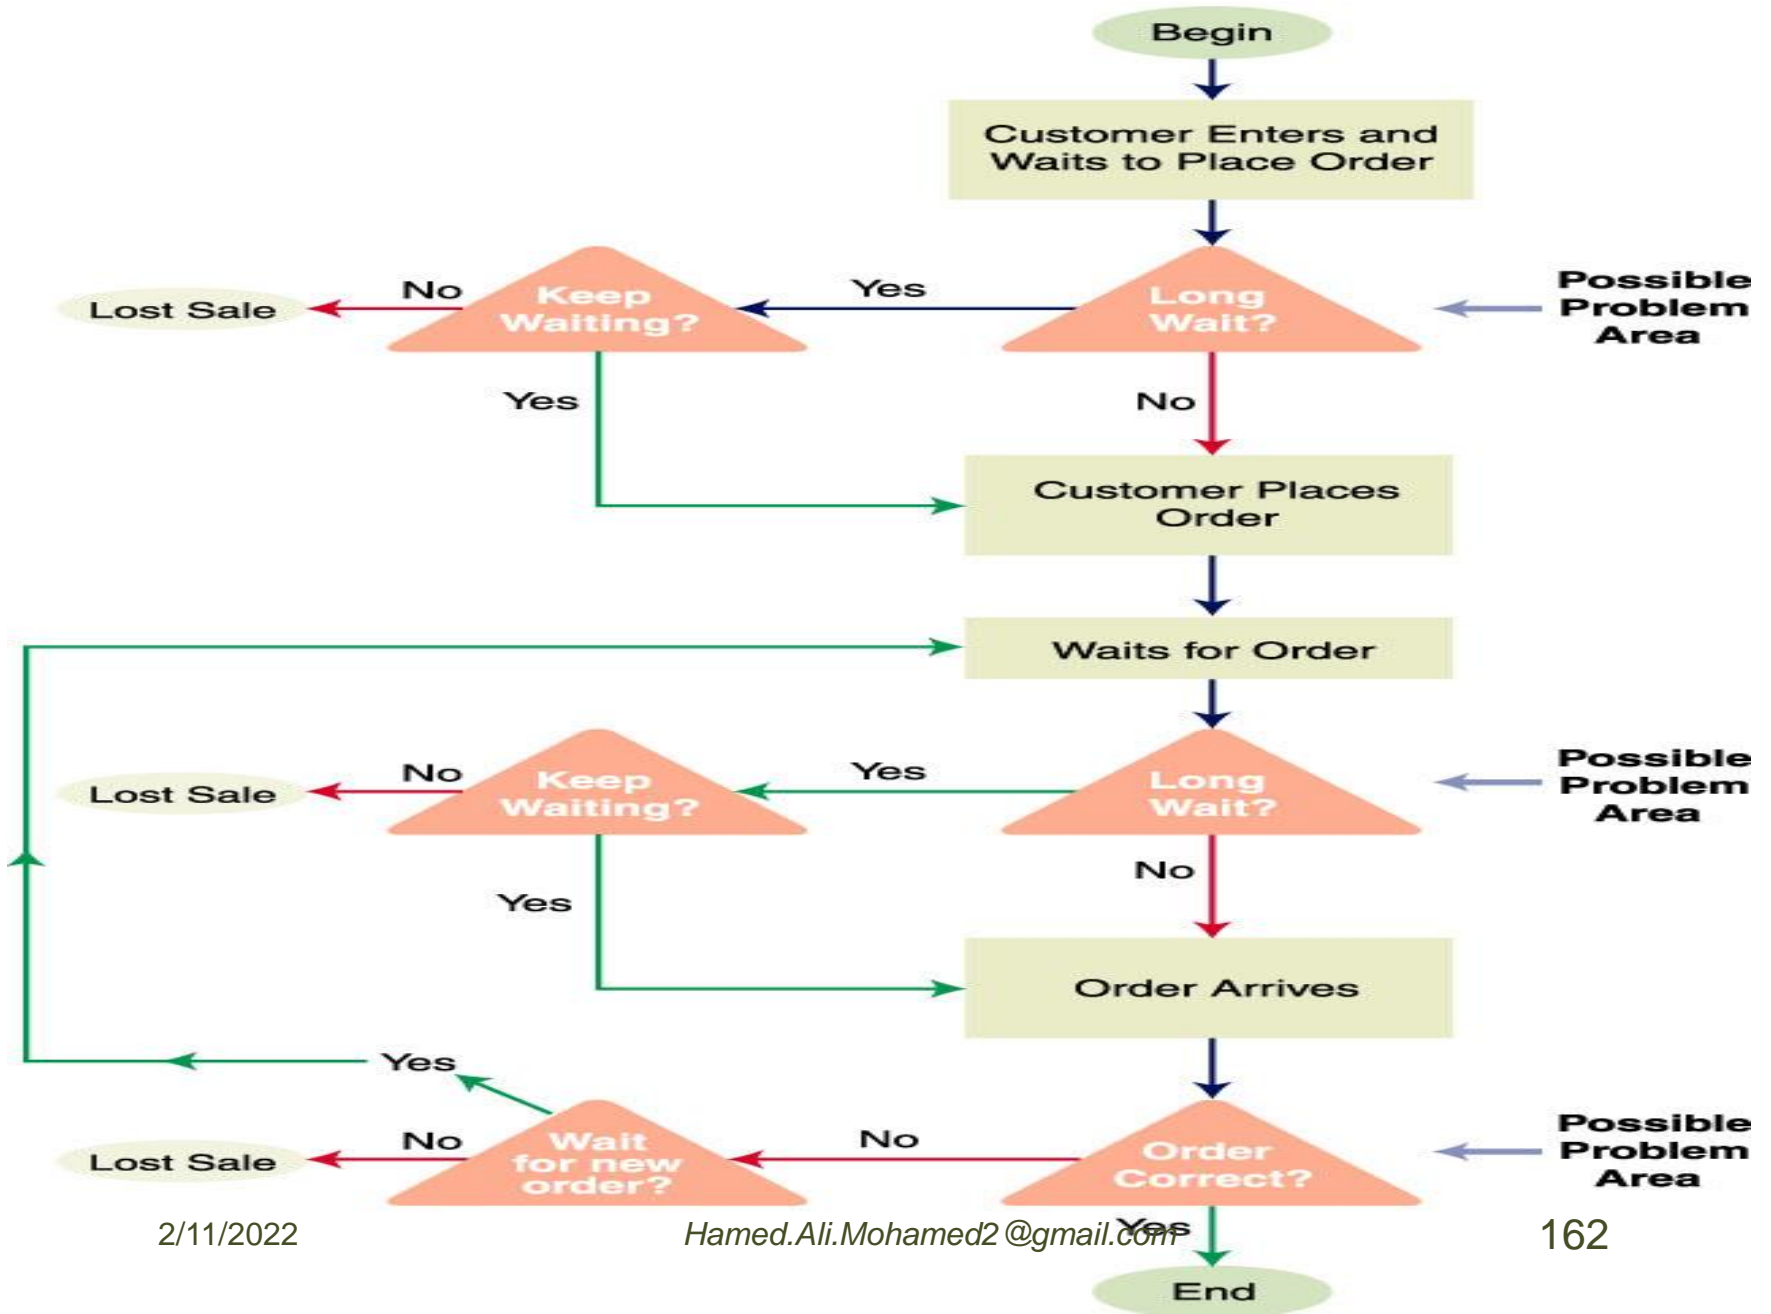 Begin
Customer Enters and
Waits to Place Order
Lost Sale
No
Keep
Waiting?
Yes
Long
Wait?
Possible
Problem
Area
Yes
No
Customer Places
Order
Waits for Order
Lost Sale
No
Keep
Waiting?
Yes
Long
Wait?
Possible
Problem
Area
Yes
No
Order Arrives
Yes
Lost Sale
No
Wait
for new
order?
No
Order
Correct?
Possible
Problem
Area
2/11/2022
Hamed.Ali.Mohamed2@gmail.com
Yes
162
End